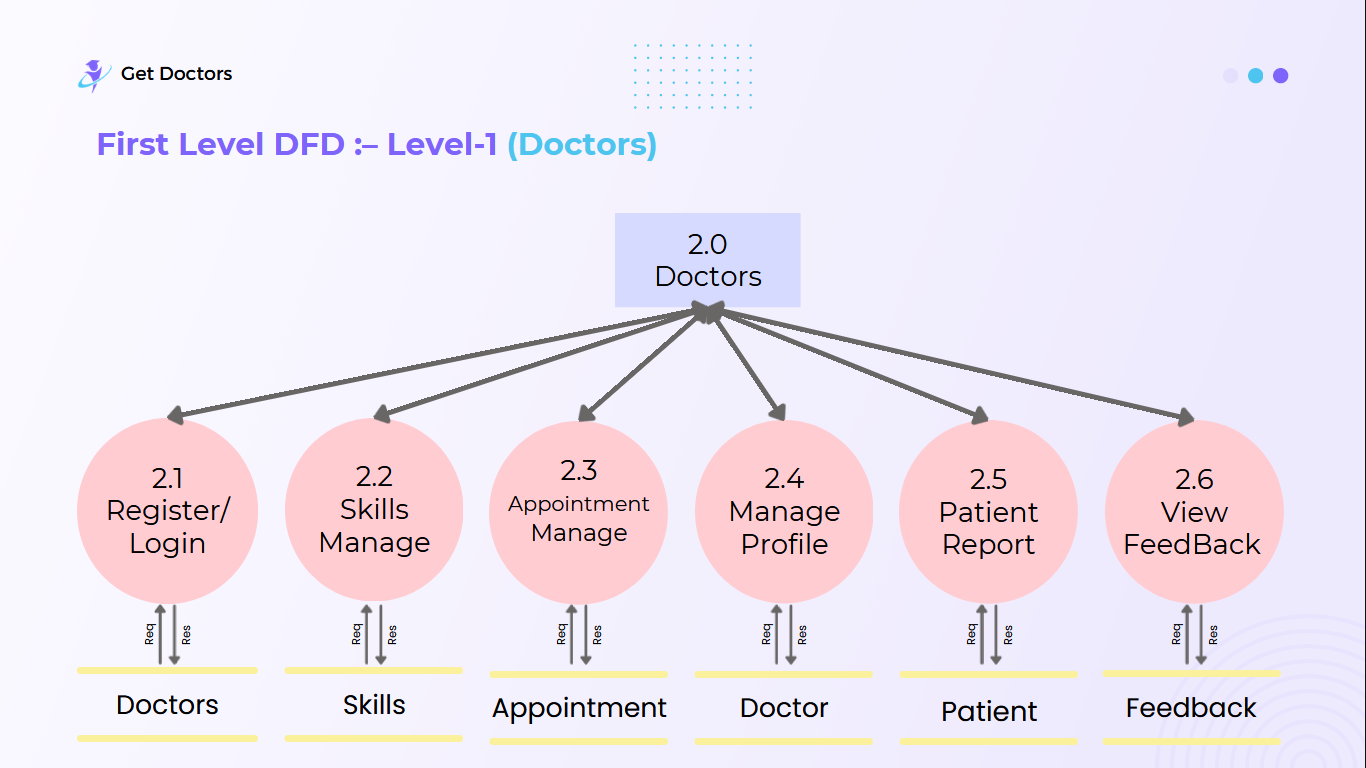 Get Doctors
First Level DFD :– Level-1 (Doctors)
2.0
Doctors
2.1
Register/
Login
2.2
Skills
Manage
2.3
Appointment
Manage
2.4
Manage
Profile
2.5
Patient
Report
2.6
View
FeedBack
Req
Res
Req
Res
Req
Res
Req
Res
Req
Res
Req
Res
Doctors
Skills
Appointment
Doctor
Patient
Feedback